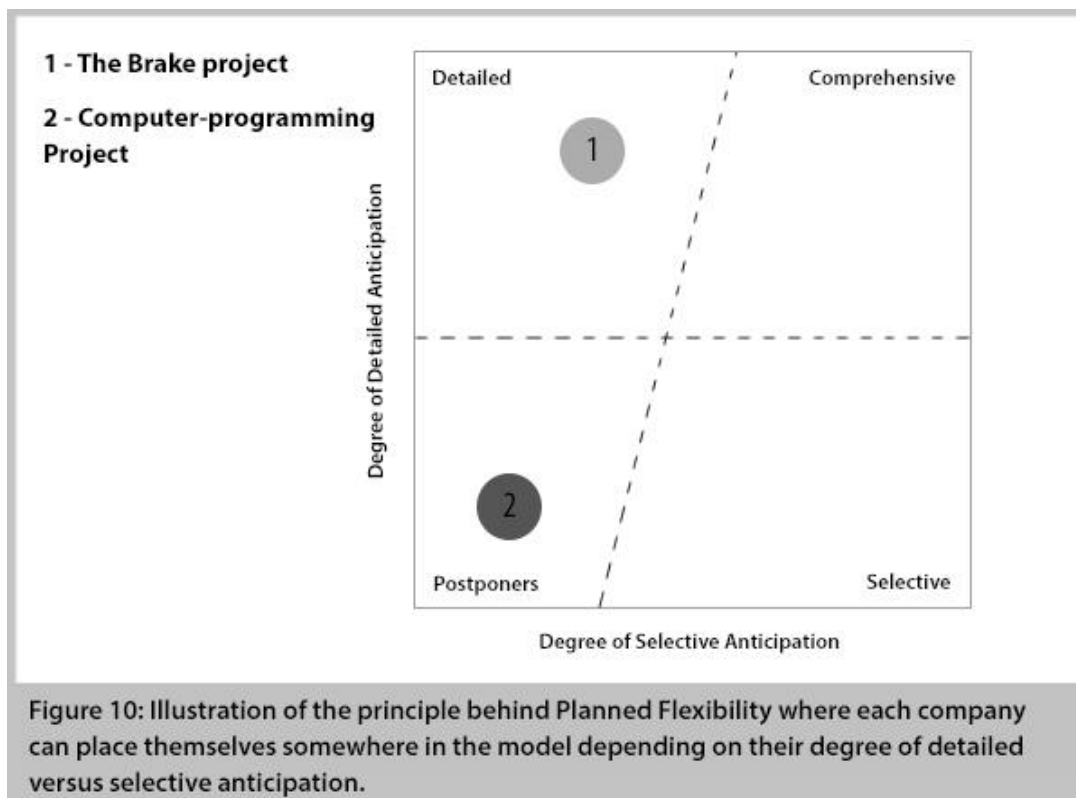 1 - The Brake project
2 - Computer-programming
Project
Detailed
Comprehensive
1
Degree of Detailed Anticipation
2
Postponers
Selective
Degree of Selective Anticipation
Figure 10: Illustration of the principle behind Planned Flexibility where each company
can place themselves somewhere in the model depending on their degree of detailed
versus selective anticipation.